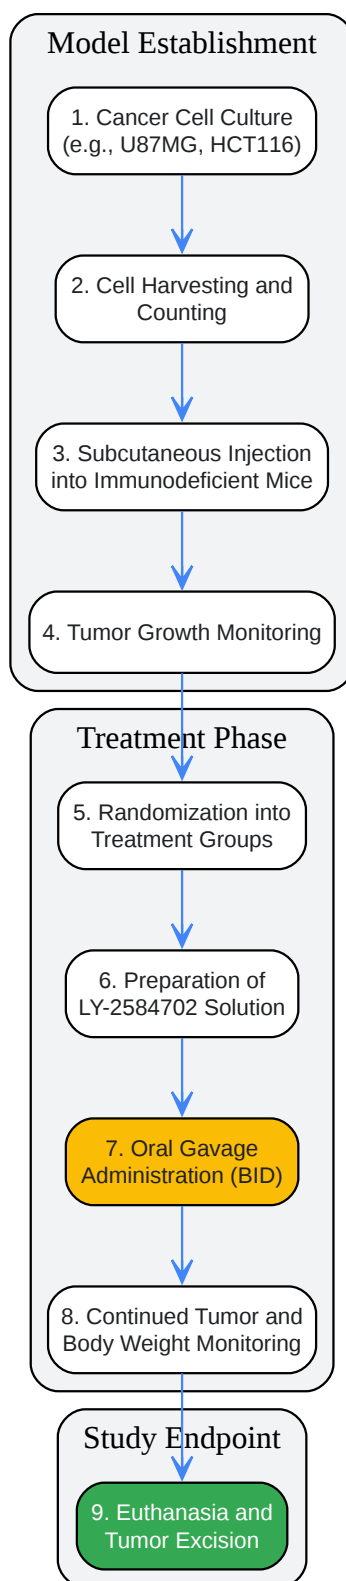 Model Establishment
1. Cancer Cell Culture
(e.g., U87MG, HCT116)
2. Cell Harvesting and
Counting
3. Subcutaneous Injection
into Immunodeficient Mice
4. Tumor Growth Monitoring
Treatment Phase
5. Randomization into
Treatment Groups
6. Preparation of
LY-2584702 Solution
7. Oral Gavage
Administration (BID)
8. Continued Tumor and
Body Weight Monitoring
Study Endpoint
9. Euthanasia and
Tumor Excision